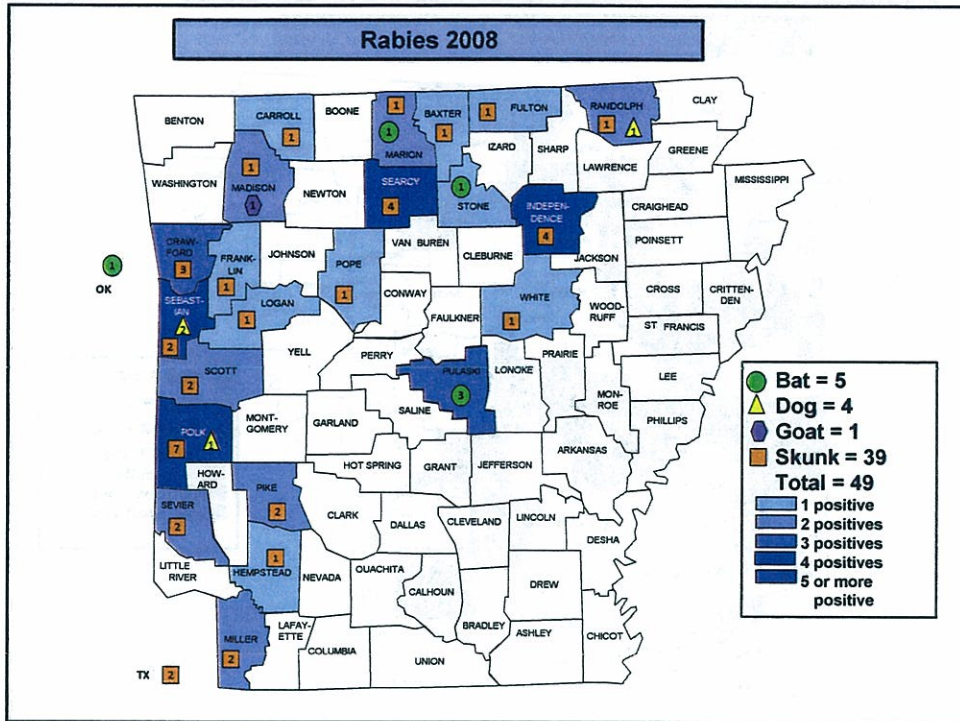 Rabies 2008
BENTON
CARROLL
1
BOONE
1
1
MARION
BAXTER
1
1
FULTON
RANDOLPH
1
1
CLAY
WASHINGTON
1
MADISON
1
NEWTON
SEARCY
4
1
STONE
IZARD
SHARP
LAWRENCE
GREENE
INDEPEN-
DENCE
4
CRAIGHEAD
MISSISSIPPI
1
OK
CRAW-
FORD
3
FRANK-
LIN
1
JOHNSON
POPE
1
VAN BUREN
CLEBURNE
JACKSON
POINSETT
SEBAST-
IAN
2
2
LOGAN
1
CONWAY
FAULKNER
WHITE
1
WOOD-
RUFF
CROSS
CRITTEN-
DEN
ST FRANCIS
SCOTT
2
YELL
PERRY
PULASKI
3
LONOKE
PRAIRIE
MON-
ROE
LEE
PHILLIPS
POLK
7
1
MONT-
GOMERY
GARLAND
SALINE
HOT SPRING
GRANT
JEFFERSON
ARKANSAS
HOW-
ARD
SEVIER
2
PIKE
2
CLARK
DALLAS
CLEVELAND
LINCOLN
DESHA
LITTLE
RIVER
1
HEMPSTEAD
NEVADA
OUACHITA
CALHOUN
BRADLEY
DREW
MILLER
2
LAFAY-
ETTE
COLUMBIA
UNION
ASHLEY
CHICOT
TX
2
Bat = 5
Dog = 4
Goat = 1
Skunk = 39
Total = 49
1 positive
2 positives
3 positives
4 positives
5 or more
positive